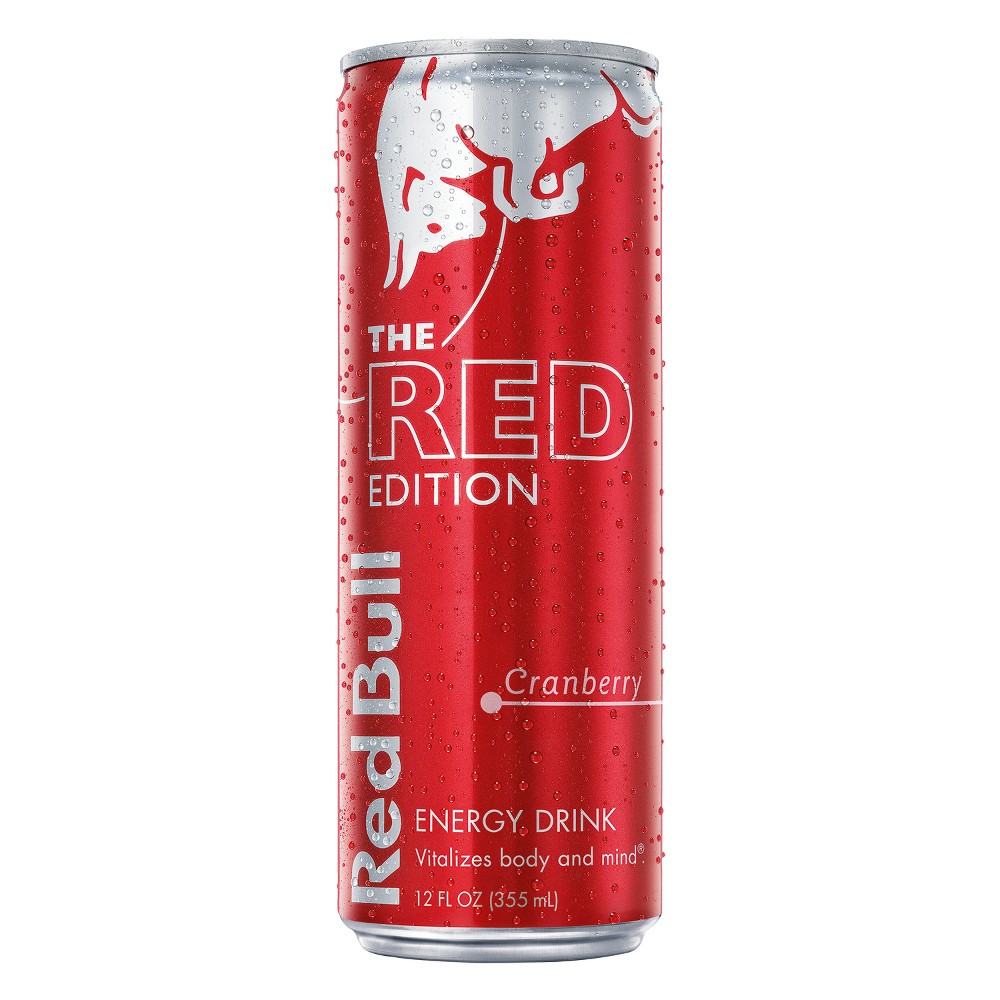 THE
RED
EDITION
Red Bull
Cranberry
ENERGY DRINK
Vitalizes body and mind®.
12 FL OZ (355 mL)